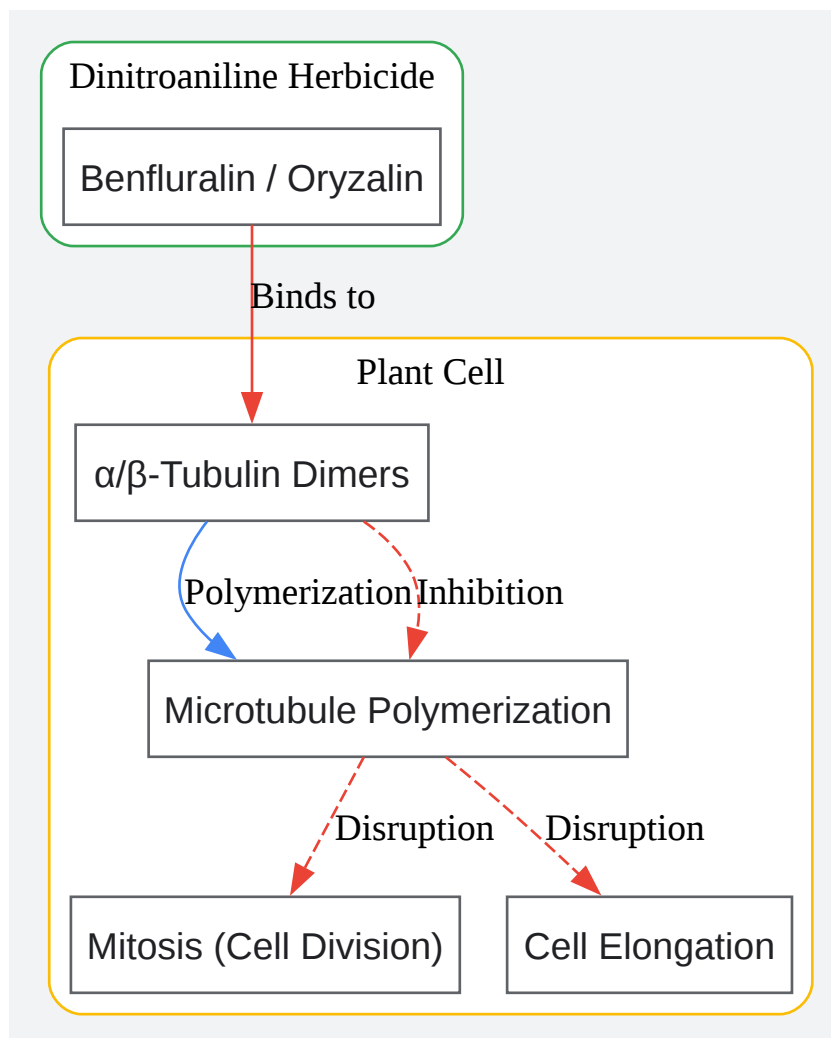 Dinitroaniline Herbicide
Benfluralin / Oryzalin
Binds to
Plant Cell
α/β-Tubulin Dimers
Polymerization
Inhibition
Microtubule Polymerization
Disruption
Disruption
Mitosis (Cell Division)
Cell Elongation